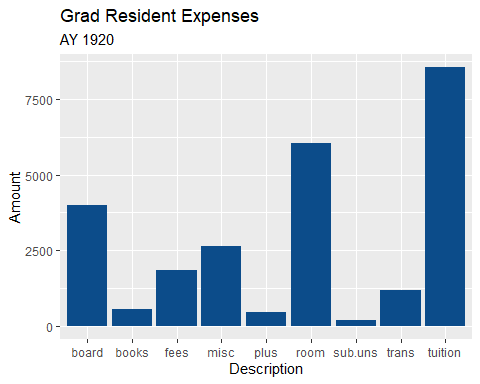 Grad Resident Expenses
AY 1920
7500
5000
2500
0
Amount
board books fees misc plus room sub.uns trans tuition
Description